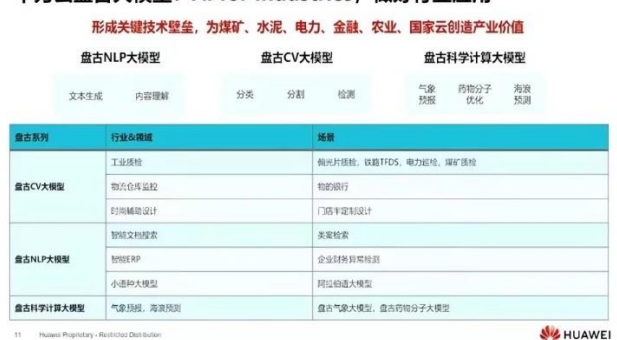 形成关键技术壁垒，为煤矿、水泥、电力、金融、农业、国家云创造产业价值
盘古NLP大模型
盘古CV大模型
盘古科学计算大模型
文本生成 内容理解
分类 分割 检测
气象预报 药物分子优化 海浪预测
盘古系列 行业&领域 场景
盘古CV大模型
工业质检 偏光片质检、铁路TFDS、电力巡检、煤矿质检
物流仓库监控 物的银行
时尚辅助设计 门店半定制设计
盘古NLP大模型
智能文档搜索 类案检索
智能ERP 企业财务异常检测
小语种大模型 阿拉伯语大模型
盘古科学计算大模型 气象预报，海浪预测 盘古气象大模型，盘古药物分子大模型
11 Huawei Proprietary - Restricted Distribution
HUAWEI